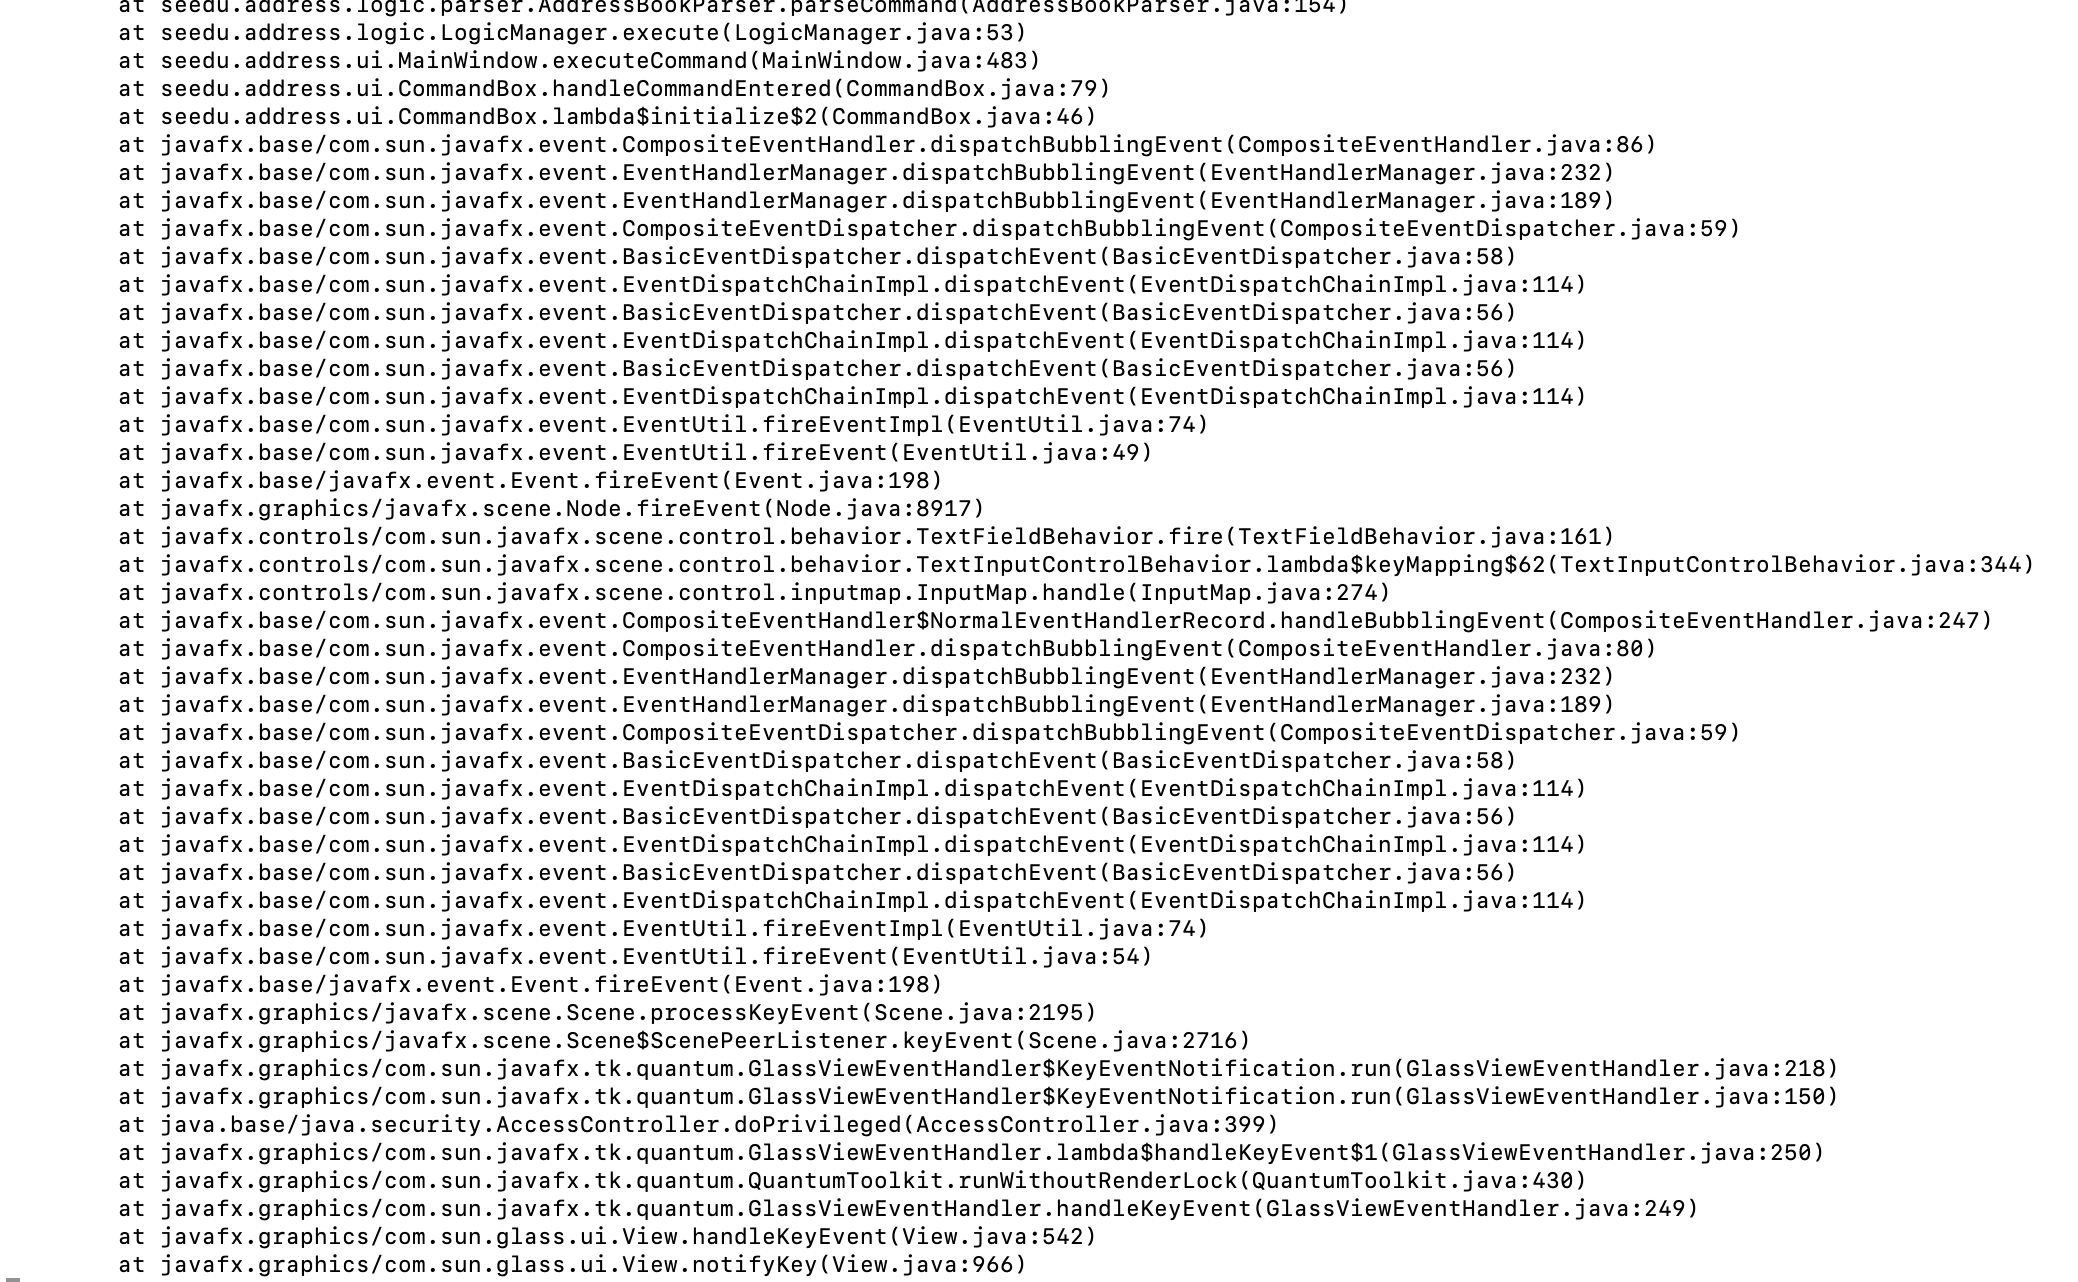 at seedu.address.logic.parser.AddressBookParser.parseCommand(AddressBookParser.java:154)
at seedu.address.logic.LogicManager.execute(LogicManager.java:53)
at seedu.address.ui.MainWindow.executeCommand(MainWindow.java:483)
at seedu.address.ui.CommandBox.handleCommandEntered(CommandBox.java:79)
at seedu.address.ui.CommandBox.lambda$initialize$2(CommandBox.java:46)
at javafx.base/com.sun.javafx.event.CompositeEventHandler.dispatchBubblingEvent(CompositeEventHandler.java:86)
at javafx.base/com.sun.javafx.event.EventHandlerManager.dispatchBubblingEvent(EventHandlerManager.java:232)
at javafx.base/com.sun.javafx.event.EventHandlerManager.dispatchBubblingEvent(EventHandlerManager.java:189)
at javafx.base/com.sun.javafx.event.CompositeEventDispatcher.dispatchBubblingEvent(CompositeEventDispatcher.java:59)
at javafx.base/com.sun.javafx.event.BasicEventDispatcher.dispatchEvent(BasicEventDispatcher.java:58)
at javafx.base/com.sun.javafx.event.EventDispatchChainImpl.dispatchEvent(EventDispatchChainImpl.java:114)
at javafx.base/com.sun.javafx.event.BasicEventDispatcher.dispatchEvent(BasicEventDispatcher.java:56)
at javafx.base/com.sun.javafx.event.EventDispatchChainImpl.dispatchEvent(EventDispatchChainImpl.java:114)
at javafx.base/com.sun.javafx.event.BasicEventDispatcher.dispatchEvent(BasicEventDispatcher.java:56)
at javafx.base/com.sun.javafx.event.EventDispatchChainImpl.dispatchEvent(EventDispatchChainImpl.java:114)
at javafx.base/com.sun.javafx.event.EventUtil.fireEventImpl(EventUtil.java:74)
at javafx.base/com.sun.javafx.event.EventUtil.fireEvent(EventUtil.java:49)
at javafx.base/javafx.event.Event.fireEvent(Event.java:198)
at javafx.graphics/javafx.scene.Node.fireEvent(Node.java:8917)
at javafx.controls/com.sun.javafx.scene.control.behavior.TextFieldBehavior.fire(TextFieldBehavior.java:161)
at javafx.controls/com.sun.javafx.scene.control.behavior.TextInputControlBehavior.lambda$keyMapping$62(TextInputControlBehavior.java:344)
at javafx.controls/com.sun.javafx.scene.control.inputmap.InputMap.handle(InputMap.java:274)
at javafx.base/com.sun.javafx.event.CompositeEventHandler$NormalEventHandlerRecord.handleBubblingEvent(CompositeEventHandler.java:247)
at javafx.base/com.sun.javafx.event.CompositeEventHandler.dispatchBubblingEvent(CompositeEventHandler.java:80)
at javafx.base/com.sun.javafx.event.EventHandlerManager.dispatchBubblingEvent(EventHandlerManager.java:232)
at javafx.base/com.sun.javafx.event.EventHandlerManager.dispatchBubblingEvent(EventHandlerManager.java:189)
at javafx.base/com.sun.javafx.event.CompositeEventDispatcher.dispatchBubblingEvent(CompositeEventDispatcher.java:59)
at javafx.base/com.sun.javafx.event.BasicEventDispatcher.dispatchEvent(BasicEventDispatcher.java:58)
at javafx.base/com.sun.javafx.event.EventDispatchChainImpl.dispatchEvent(EventDispatchChainImpl.java:114)
at javafx.base/com.sun.javafx.event.BasicEventDispatcher.dispatchEvent(BasicEventDispatcher.java:56)
at javafx.base/com.sun.javafx.event.EventDispatchChainImpl.dispatchEvent(EventDispatchChainImpl.java:114)
at javafx.base/com.sun.javafx.event.BasicEventDispatcher.dispatchEvent(BasicEventDispatcher.java:56)
at javafx.base/com.sun.javafx.event.EventDispatchChainImpl.dispatchEvent(EventDispatchChainImpl.java:114)
at javafx.base/com.sun.javafx.event.EventUtil.fireEventImpl(EventUtil.java:74)
at javafx.base/com.sun.javafx.event.EventUtil.fireEvent(EventUtil.java:54)
at javafx.base/javafx.event.Event.fireEvent(Event.java:198)
at javafx.graphics/javafx.scene.Scene.processKeyEvent(Scene.java:2195)
at javafx.graphics/javafx.scene.Scene$ScenePeerListener.keyEvent(Scene.java:2716)
at javafx.graphics/com.sun.javafx.tk.quantum.GlassViewEventHandler$KeyEventNotification.run(GlassViewEventHandler.java:218)
at javafx.graphics/com.sun.javafx.tk.quantum.GlassViewEventHandler$KeyEventNotification.run(GlassViewEventHandler.java:150)
at java.base/java.security.AccessController.doPrivileged(AccessController.java:399)
at javafx.graphics/com.sun.javafx.tk.quantum.GlassViewEventHandler.lambda$handleKeyEvent$1(GlassViewEventHandler.java:250)
at javafx.graphics/com.sun.javafx.tk.quantum.QuantumToolkit.runWithoutRenderLock(QuantumToolkit.java:430)
at javafx.graphics/com.sun.javafx.tk.quantum.GlassViewEventHandler.handleKeyEvent(GlassViewEventHandler.java:249)
at javafx.graphics/com.sun.glass.ui.View.handleKeyEvent(View.java:542)
at javafx.graphics/com.sun.glass.ui.View.notifyKey(View.java:966)